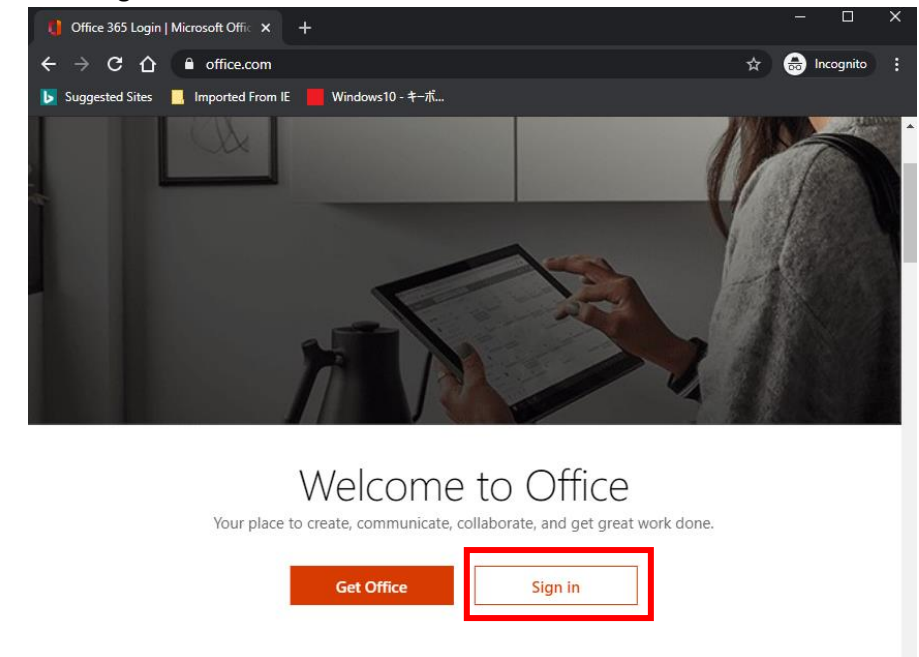 Office 365 Login | Microsoft Offic
office.com
Incognito
Suggested Sites
Imported From IE
Windows10 - キーボ...
Welcome to Office
Your place to create, communicate, collaborate, and get great work done.
Get Office
Sign in